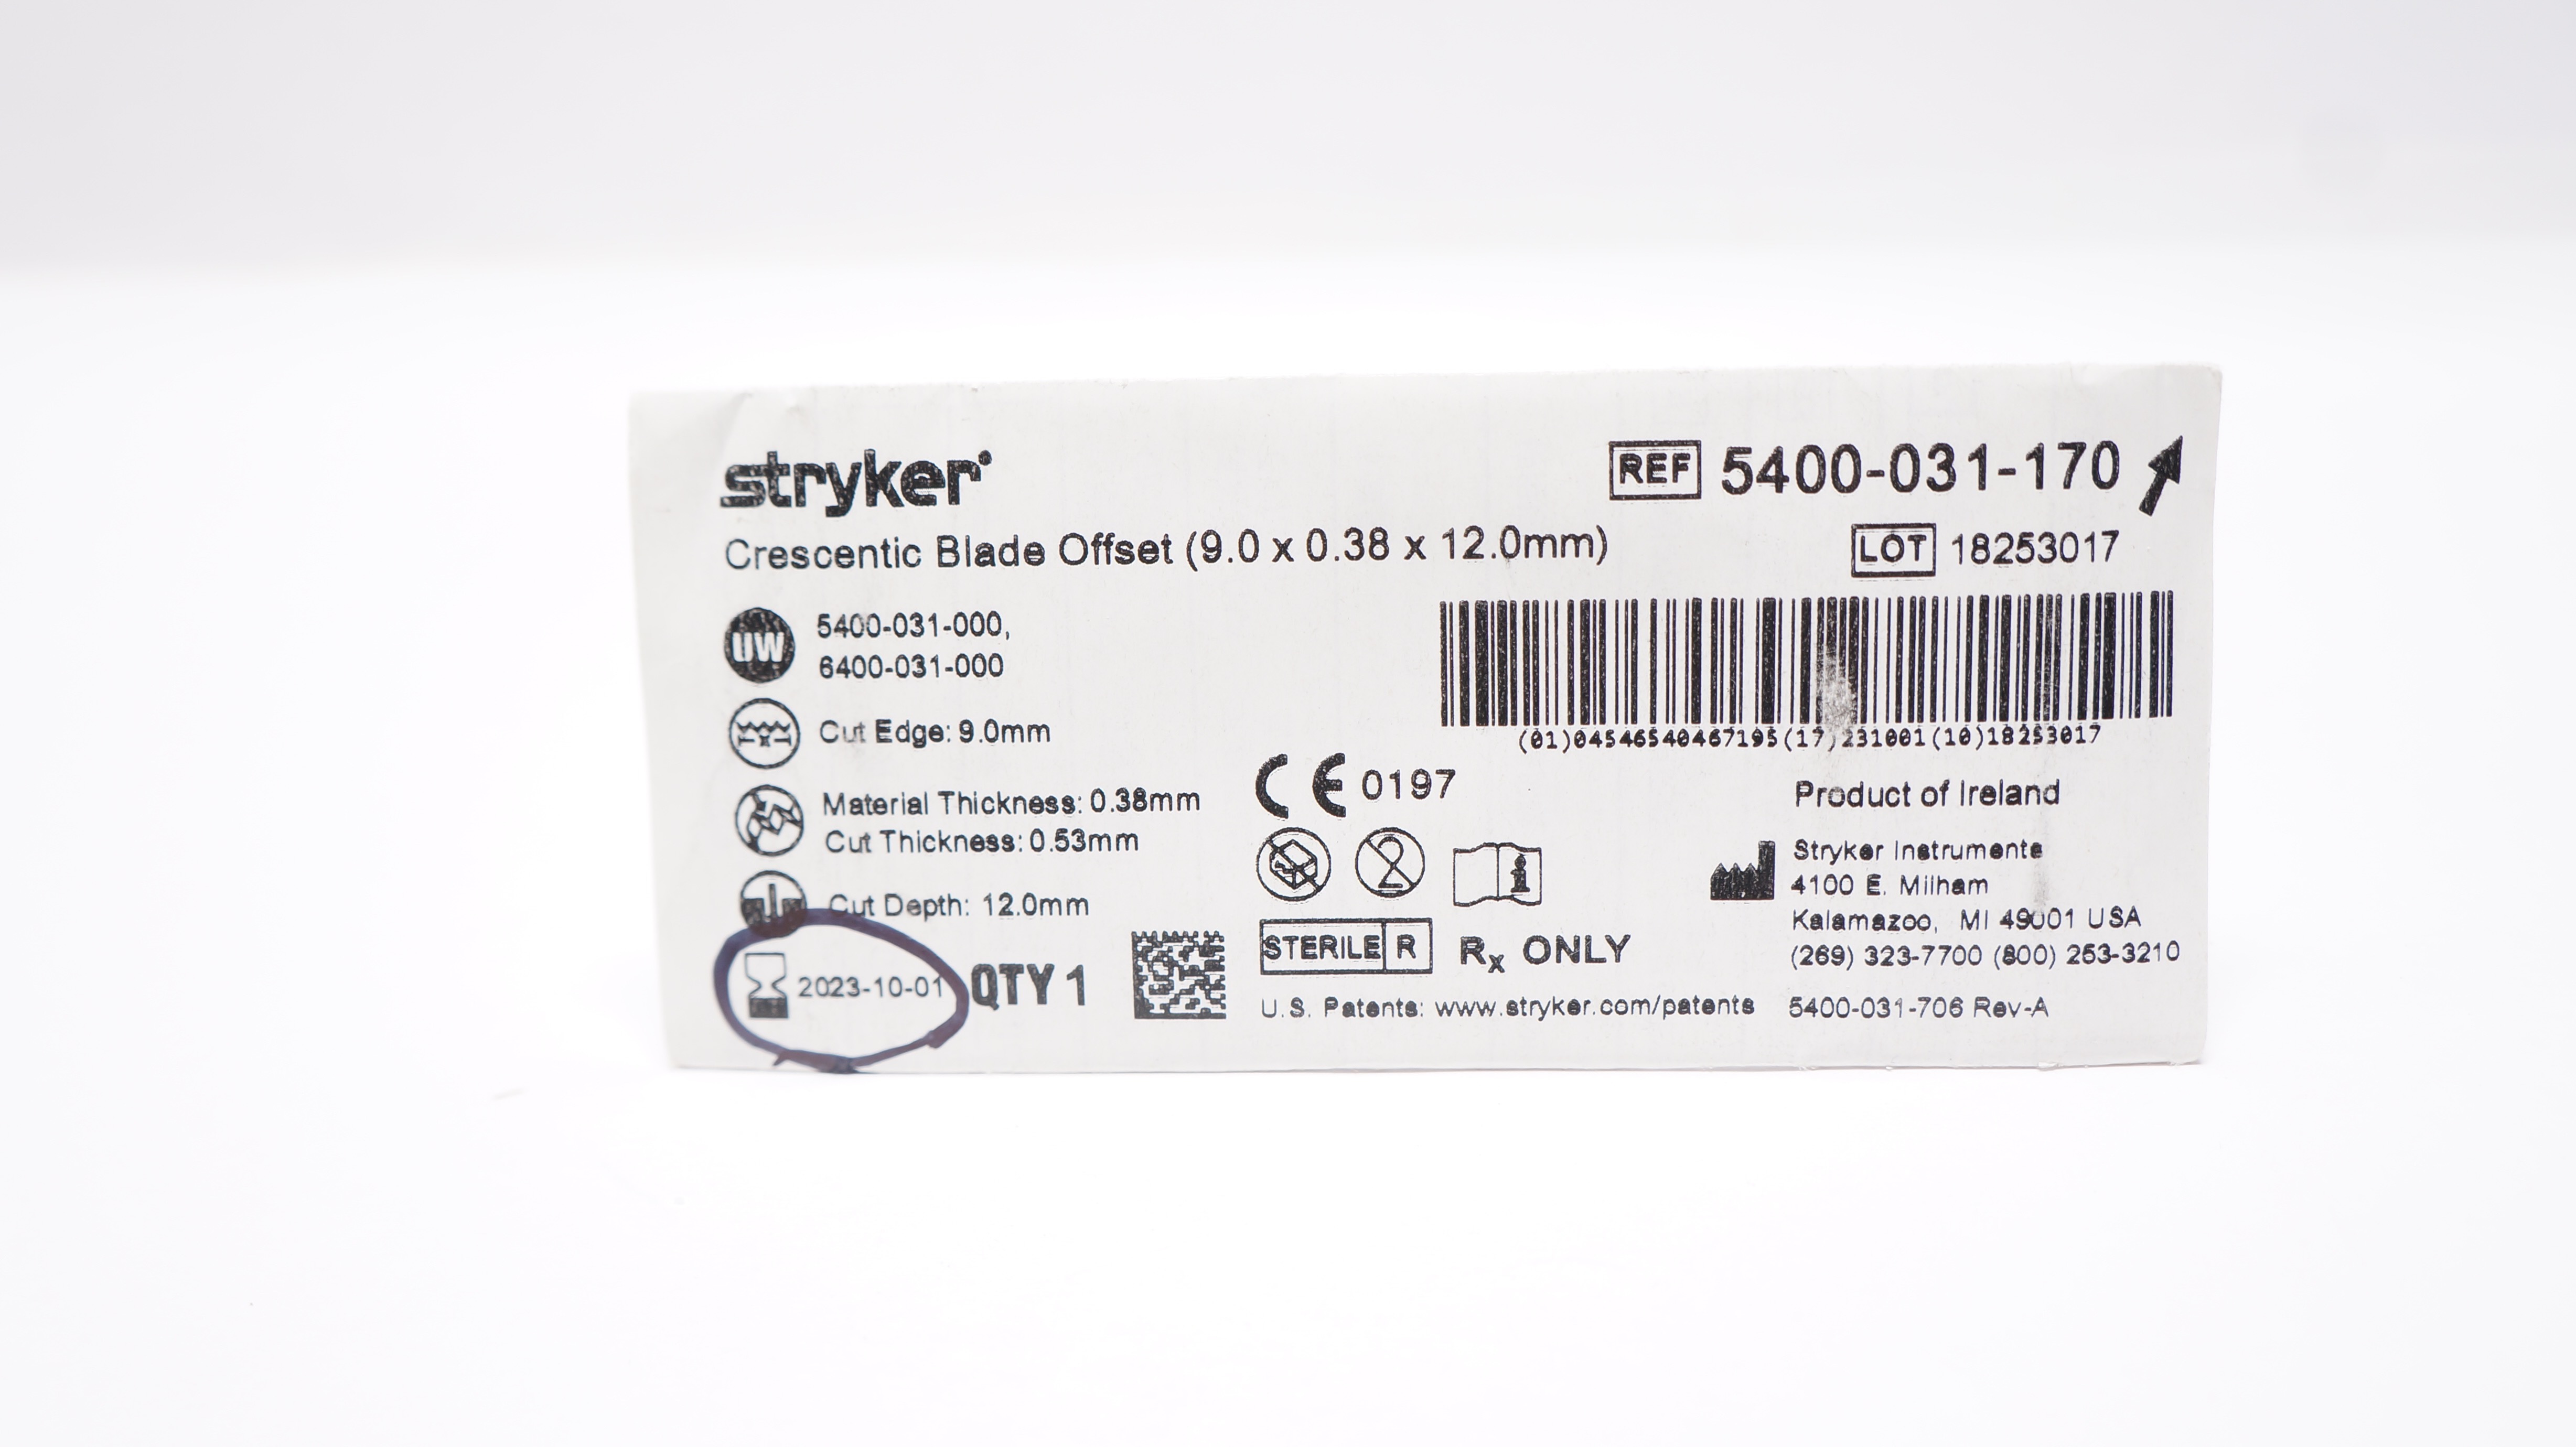 stryker
REF 5400-031-170
Crescentic Blade Offset (9.0 x 0.38 x 12.0mm)
LOT 18253017
UW 5400-031-000,
6400-031-000
Cut Edge: 9.0mm
(01)04546540467195(17)231001(10)18253017
Material Thickness: 0.38mm
Cut Thickness: 0.53mm
Cut Depth: 12.0mm
2023-10-01 QTY 1
CE 0197
2
STERILE R Rx ONLY
U.S. Patents: www.stryker.com/patents
Product of Ireland
Stryker Instruments
4100 E. Milham
Kalamazoo, MI 49001 USA
(269) 323-7700 (800) 253-3210
5400-031-706 Rev-A